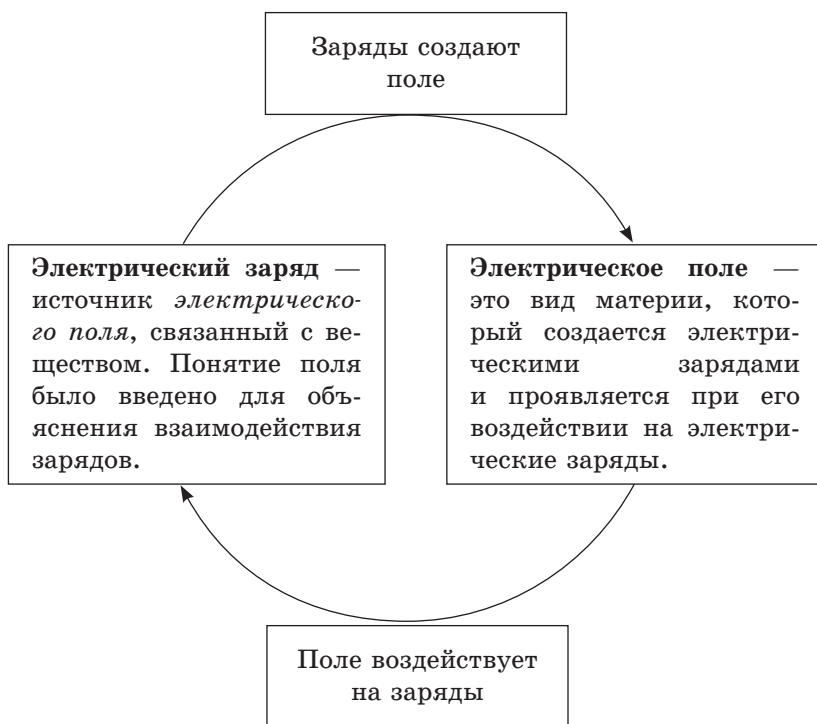 Заряды создают
поле
Электрический заряд —
источник электрическо-
го поля, связанный с ве-
ществом. Понятие поля
было введено для объ-
яснения взаимодействия
зарядов.
Электрическое поле —
это вид материи, кото-
рый создается электри-
ческими зарядами
и проявляется при его
воздействии на электри-
ческие заряды.
Поле воздействует
на заряды